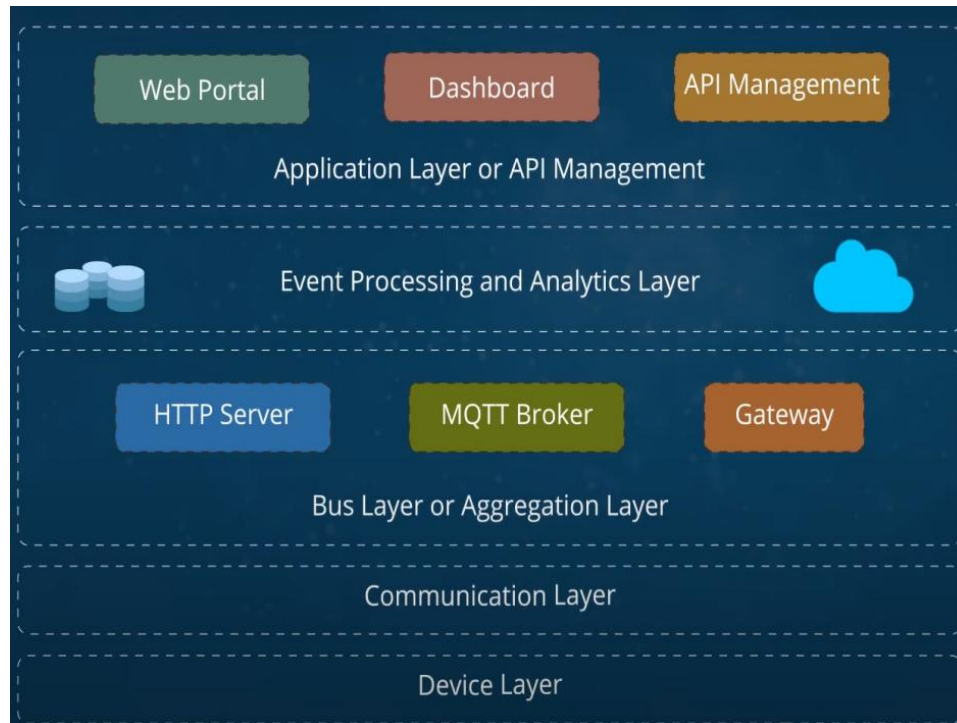 Web Portal
Dashboard
API Management
Application Layer or API Management
Event Processing and Analytics Layer
HTTP Server
MQTT Broker
Gateway
Bus Layer or Aggregation Layer
Communication Layer
Device Layer